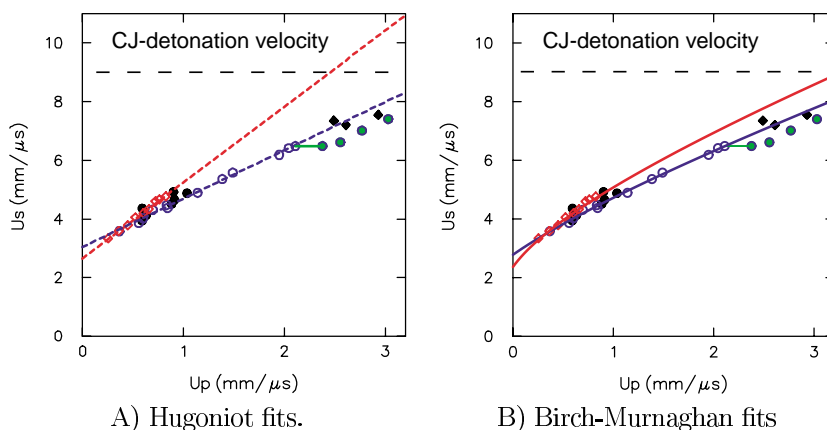 CJ-detonation velocity
10
8
6
4
2
0
Us (mm/μs)
0 1 2 3
Up (mm/μs)
A) Hugoniot fits.
CJ-detonation velocity
10
8
6
4
2
0
Us (mm/μs)
0 1 2 3
Up (mm/μs)
B) Birch-Murnaghan fits